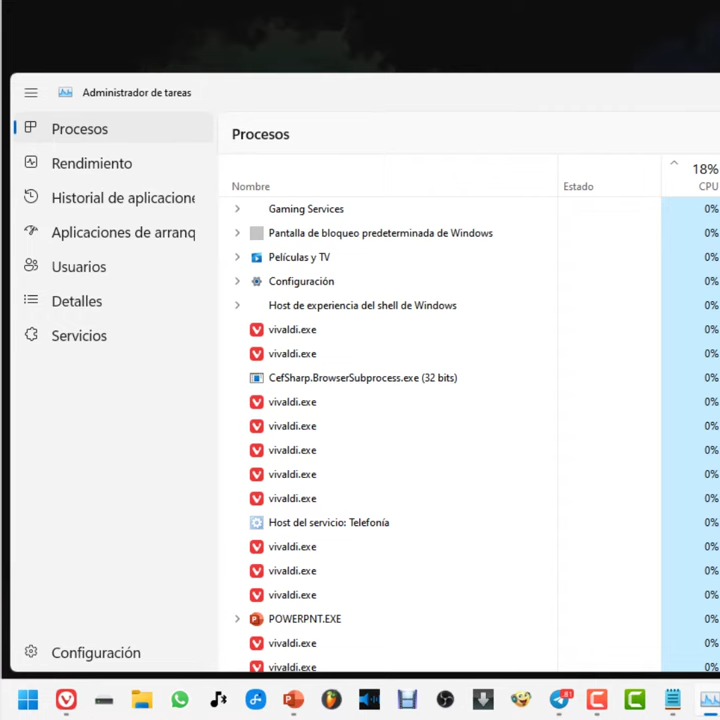 Administrador de tareas
Procesos
Rendimiento
Historial de aplicacione
Aplicaciones de arranq
Usuarios
Detalles
Servicios
Configuración
Procesos
18%
Nombre Estado CPU
Gaming Services 0%
Pantalla de bloqueo predeterminada de Windows 0%
Películas y TV 0%
Configuración 0%
Host de experiencia del shell de Windows 0%
vivaldi.exe 0%
vivaldi.exe 0%
CefSharp.BrowserSubprocess.exe (32 bits) 0%
vivaldi.exe 0%
vivaldi.exe 0%
vivaldi.exe 0%
vivaldi.exe 0%
vivaldi.exe 0%
Host del servicio: Telefonía 0%
vivaldi.exe 0%
vivaldi.exe 0%
vivaldi.exe 0%
POWERPNT.EXE 0%
vivaldi.exe 0%
vivaldi.exe 0%
81